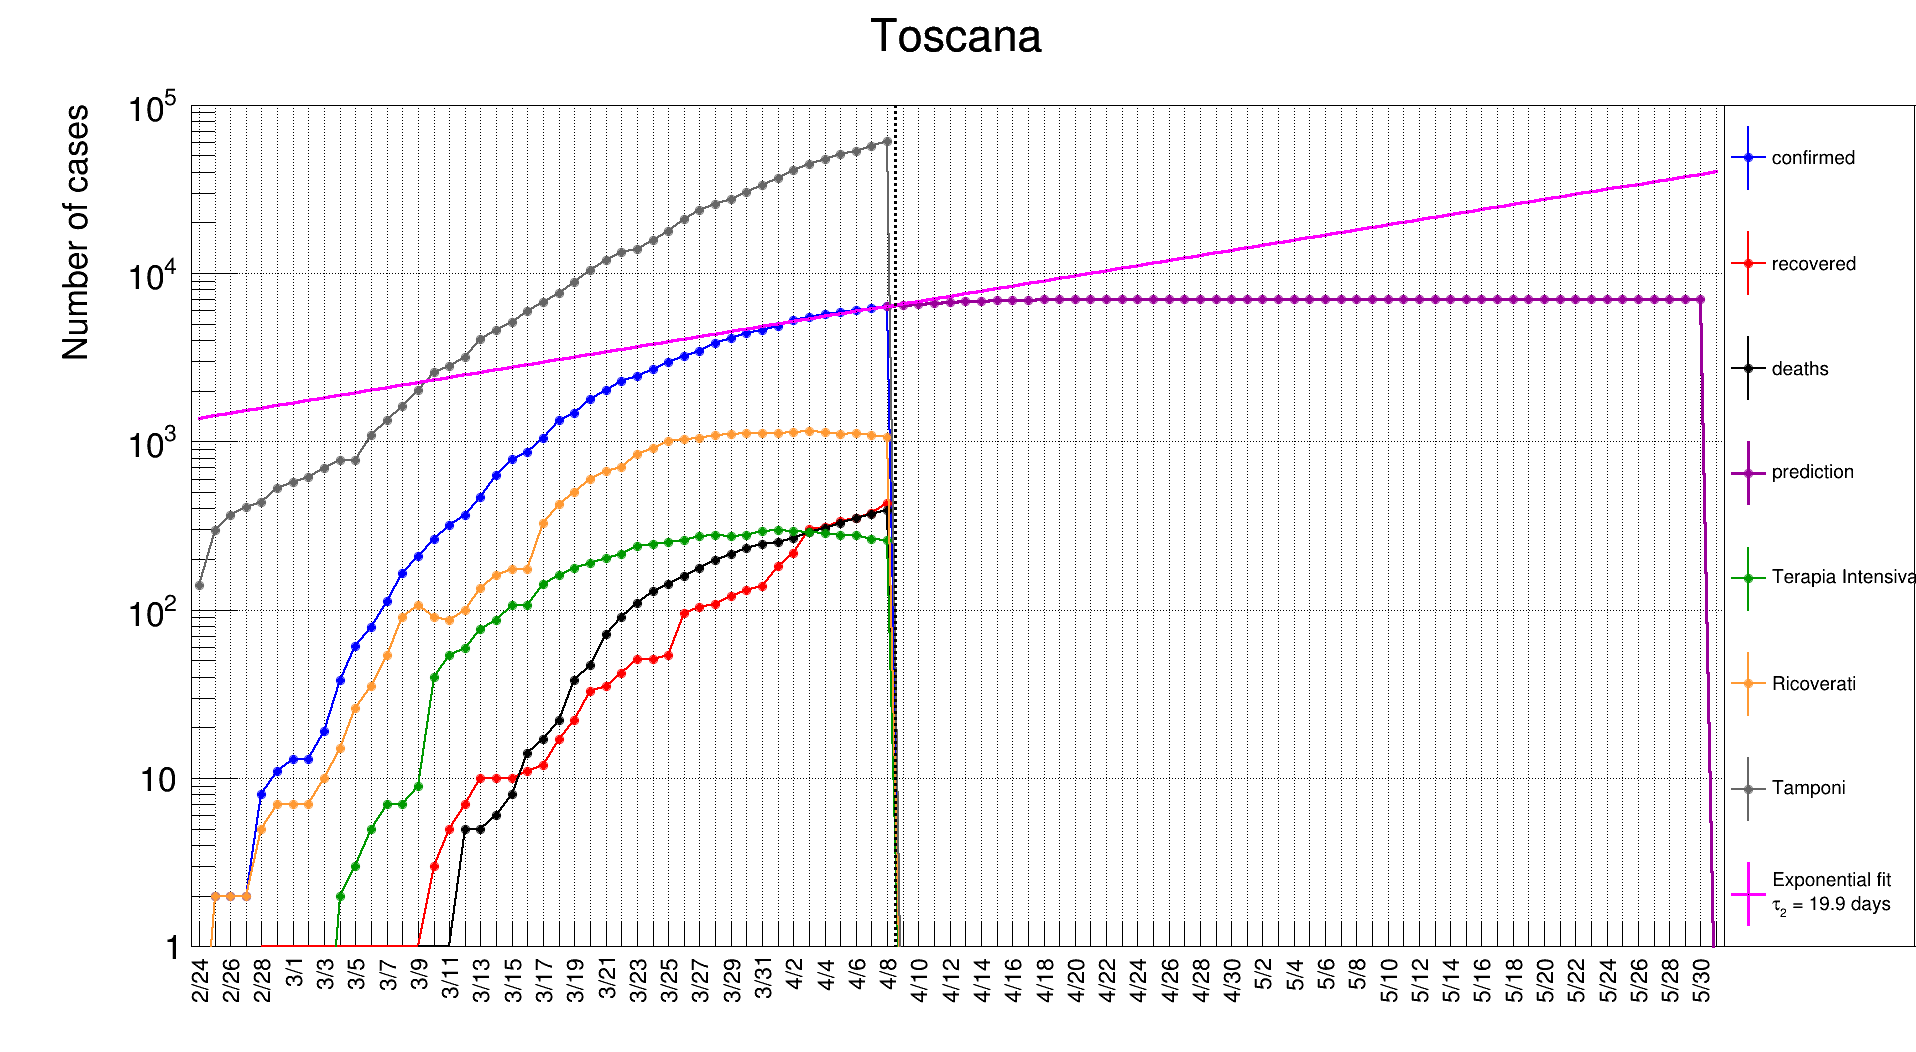 Toscana
Number of cases
10^5
10^4
10^3
10^2
10
1
2/24 2/26 2/28 3/1 3/3 3/5 3/7 3/9 3/11 3/13 3/15 3/17 3/19 3/21 3/23 3/25 3/27 3/29 3/31 4/2 4/4 4/6 4/8 4/10 4/12 4/14 4/16 4/18 4/20 4/22 4/24 4/26 4/28 4/30 5/2 5/4 5/6 5/8 5/10 5/12 5/14 5/16 5/18 5/20 5/22 5/24 5/26 5/28 5/30
confirmed
recovered
deaths
prediction
Terapia Intensiva
Ricoverati
Tamponi
Exponential fit
τ₂ = 19.9 days